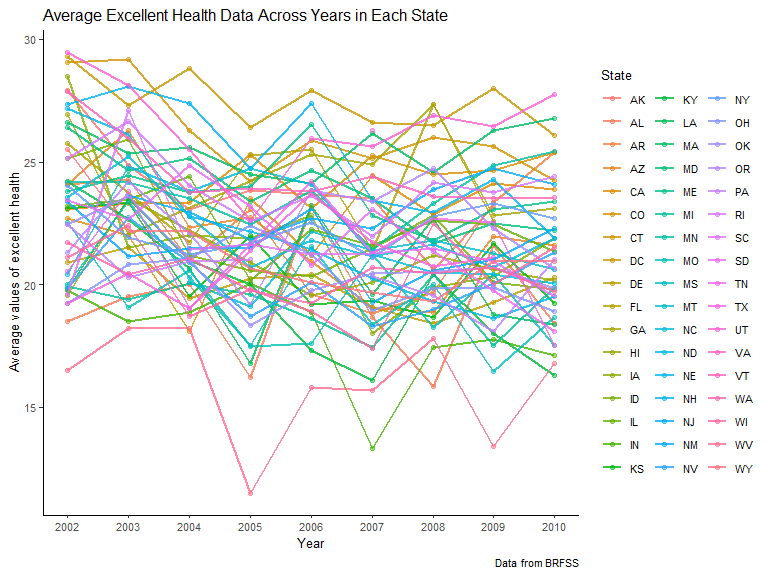 Average Excellent Health Data Across Years in Each State
Average values of excellent health
30
25
20
15
2002 2003 2004 2005 2006 2007 2008 2009 2010
Year
Data from BRFSS
State
AK KY NY
AL LA OH
AR MA OK
AZ MD OR
CA ME PA
CO MI RI
CT MN SC
DC MO SD
DE MS TN
FL MT TX
GA NC UT
HI ND VA
IA NE VT
ID NH WA
IL NJ WI
IN NM WV
KS NV WY